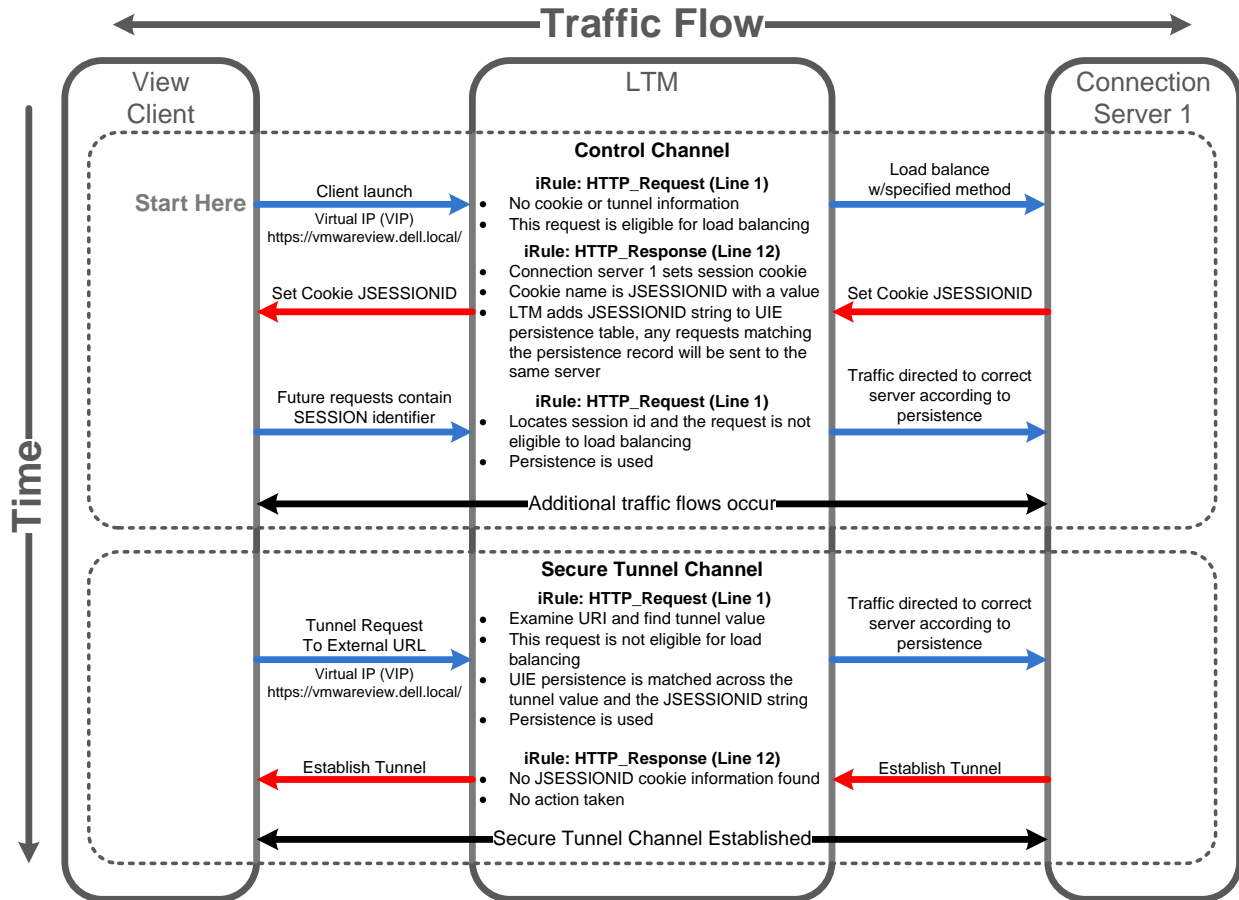 Traffic Flow
Time
View
Client
LTM
Connection
Server 1
Control Channel
Start Here
Client launch
Virtual IP (VIP)
https://vmwareview.dell.local/
iRule: HTTP_Request (Line 1)
• No cookie or tunnel information
• This request is eligible for load balancing
Load balance
w/specified method
iRule: HTTP_Response (Line 12)
• Connection server 1 sets session cookie
• Cookie name is JSESSIONID with a value
• LTM adds JSESSIONID string to UIE
persistence table, any requests matching
the persistence record will be sent to the
same server
Set Cookie JSESSIONID
Set Cookie JSESSIONID
Future requests contain
SESSION identifier
iRule: HTTP_Request (Line 1)
• Locates session id and the request is not
eligible to load balancing
• Persistence is used
Traffic directed to correct
server according to
persistence
Additional traffic flows occur
Secure Tunnel Channel
Tunnel Request
To External URL
Virtual IP (VIP)
https://vmwareview.dell.local/
iRule: HTTP_Request (Line 1)
• Examine URI and find tunnel value
• This request is not eligible for load
balancing
• UIE persistence is matched across the
tunnel value and the JSESSIONID string
• Persistence is used
Traffic directed to correct
server according to
persistence
iRule: HTTP_Response (Line 12)
• No JSESSIONID cookie information found
• No action taken
Establish Tunnel
Establish Tunnel
Secure Tunnel Channel Established